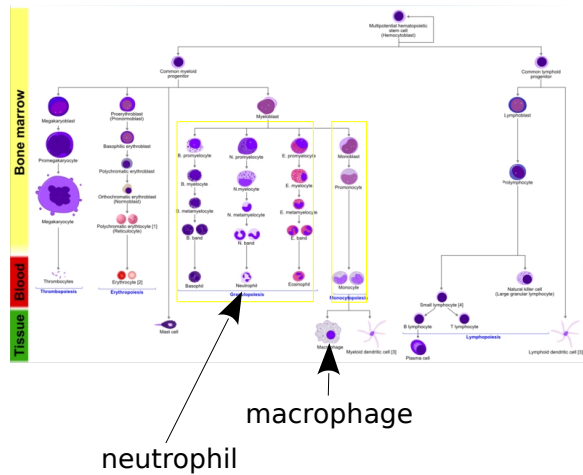 Multipotential hematopoietic
stem cell
(Hemocytoblast)
Common myeloid
progenitor
Common lymphoid
progenitor
Bone marrow
Megakaryoblast
Proerythroblast
(Pronormoblast)
Myeloblast
Lymphoblast
Promegakaryocyte
Basophilic erythroblast
B. promyelocyte
N. promyelocyte
E. promyelocyte
Monoblast
Polychromatic erythroblast
B. myelocyte
N.myelocyte
E. myelocyte
Promonocyte
Prolymphocyte
Orthochromatic erythroblast
(Normoblast)
B. metamyelocyte
N. metamyelocyte
E. metamyelocyte
Megakaryocyte
Polychromatic erythrocyte [1]
(Reticulocyte)
B. band
N. band
E. band
Blood
Thrombocytes
Erythrocyte [2]
Basophil
Neutrophil
Eosinophil
Monocyte
Natural killer cell
(Large granular lymphocyte)
Thrombopoiesis
Erythropoiesis
Granulopoiesis
Monocytopoiesis
Small lymphocyte [4]
B lymphocyte
T lymphocyte
Lymphopoiesis
Tissue
Mast cell
Macrophage
Myeloid dendritic cell [3]
Plasma cell
Lymphoid dendritic cell [3]
macrophage
neutrophil